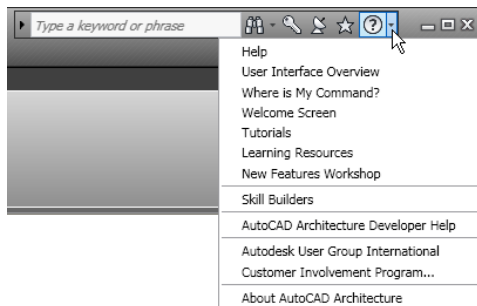 Type a keyword or phrase
Help
User Interface Overview
Where is My Command?
Welcome Screen
Tutorials
Learning Resources
New Features Workshop
Skill Builders
AutoCAD Architecture Developer Help
Autodesk User Group International
Customer Involvement Program...
About AutoCAD Architecture